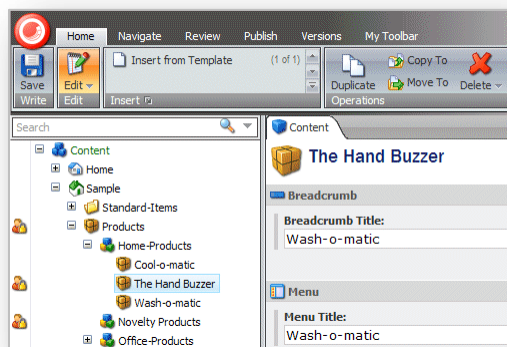 Home Navigate Review Publish Versions My Toolbar
Save
Write
Edit
Edit
Insert from Template (1 of 1)
Insert
Duplicate
Copy To
Move To
Delete
Operations
Search
Content
Home
Sample
Standard-Items
Products
Home-Products
Cool-o-matic
The Hand Buzzer
Wash-o-matic
Novelty Products
Office-Products
Content
The Hand Buzzer
Breadcrumb
Breadcrumb Title:
Wash-o-matic
Menu
Menu Title:
Wash-o-matic